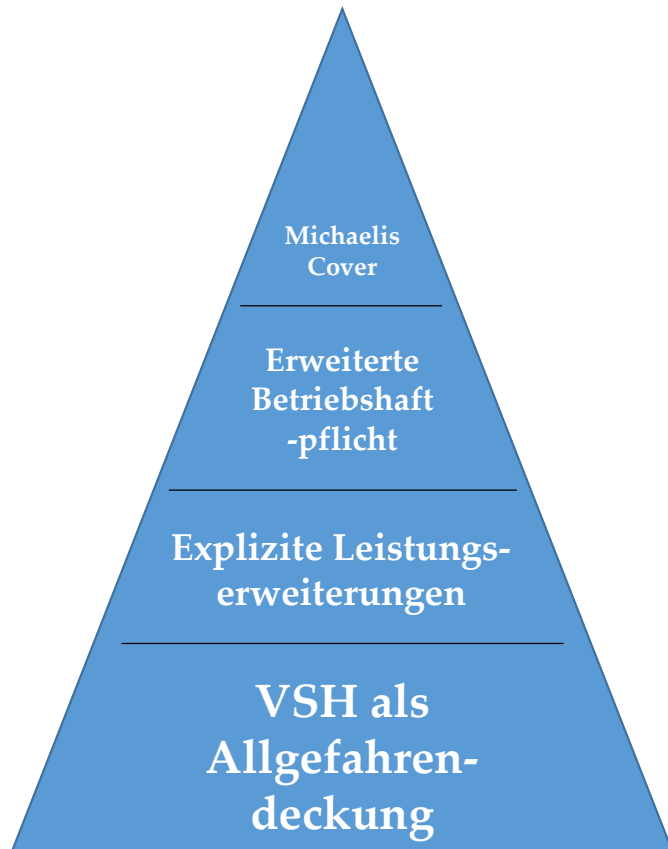 Michaelis
Cover
Erweiterte
Betriebshaft
-pflicht
Explizite Leistungs-
erweiterungen
VSH als
Allgefahren-
deckung